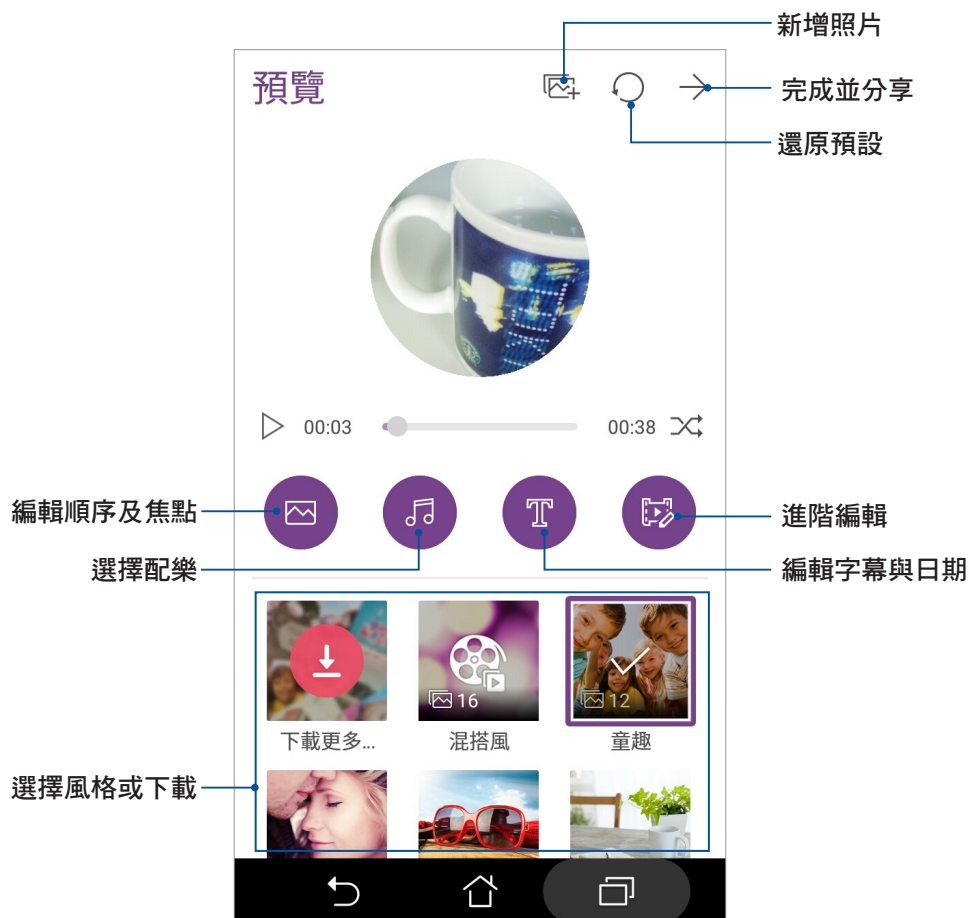 新增照片
預覽
完成並分享
還原預設
00:03
00:38
編輯順序及焦點
進階編輯
選擇配樂
編輯字幕與日期
16
12
下載更多...
混搭風
童趣
選擇風格或下載